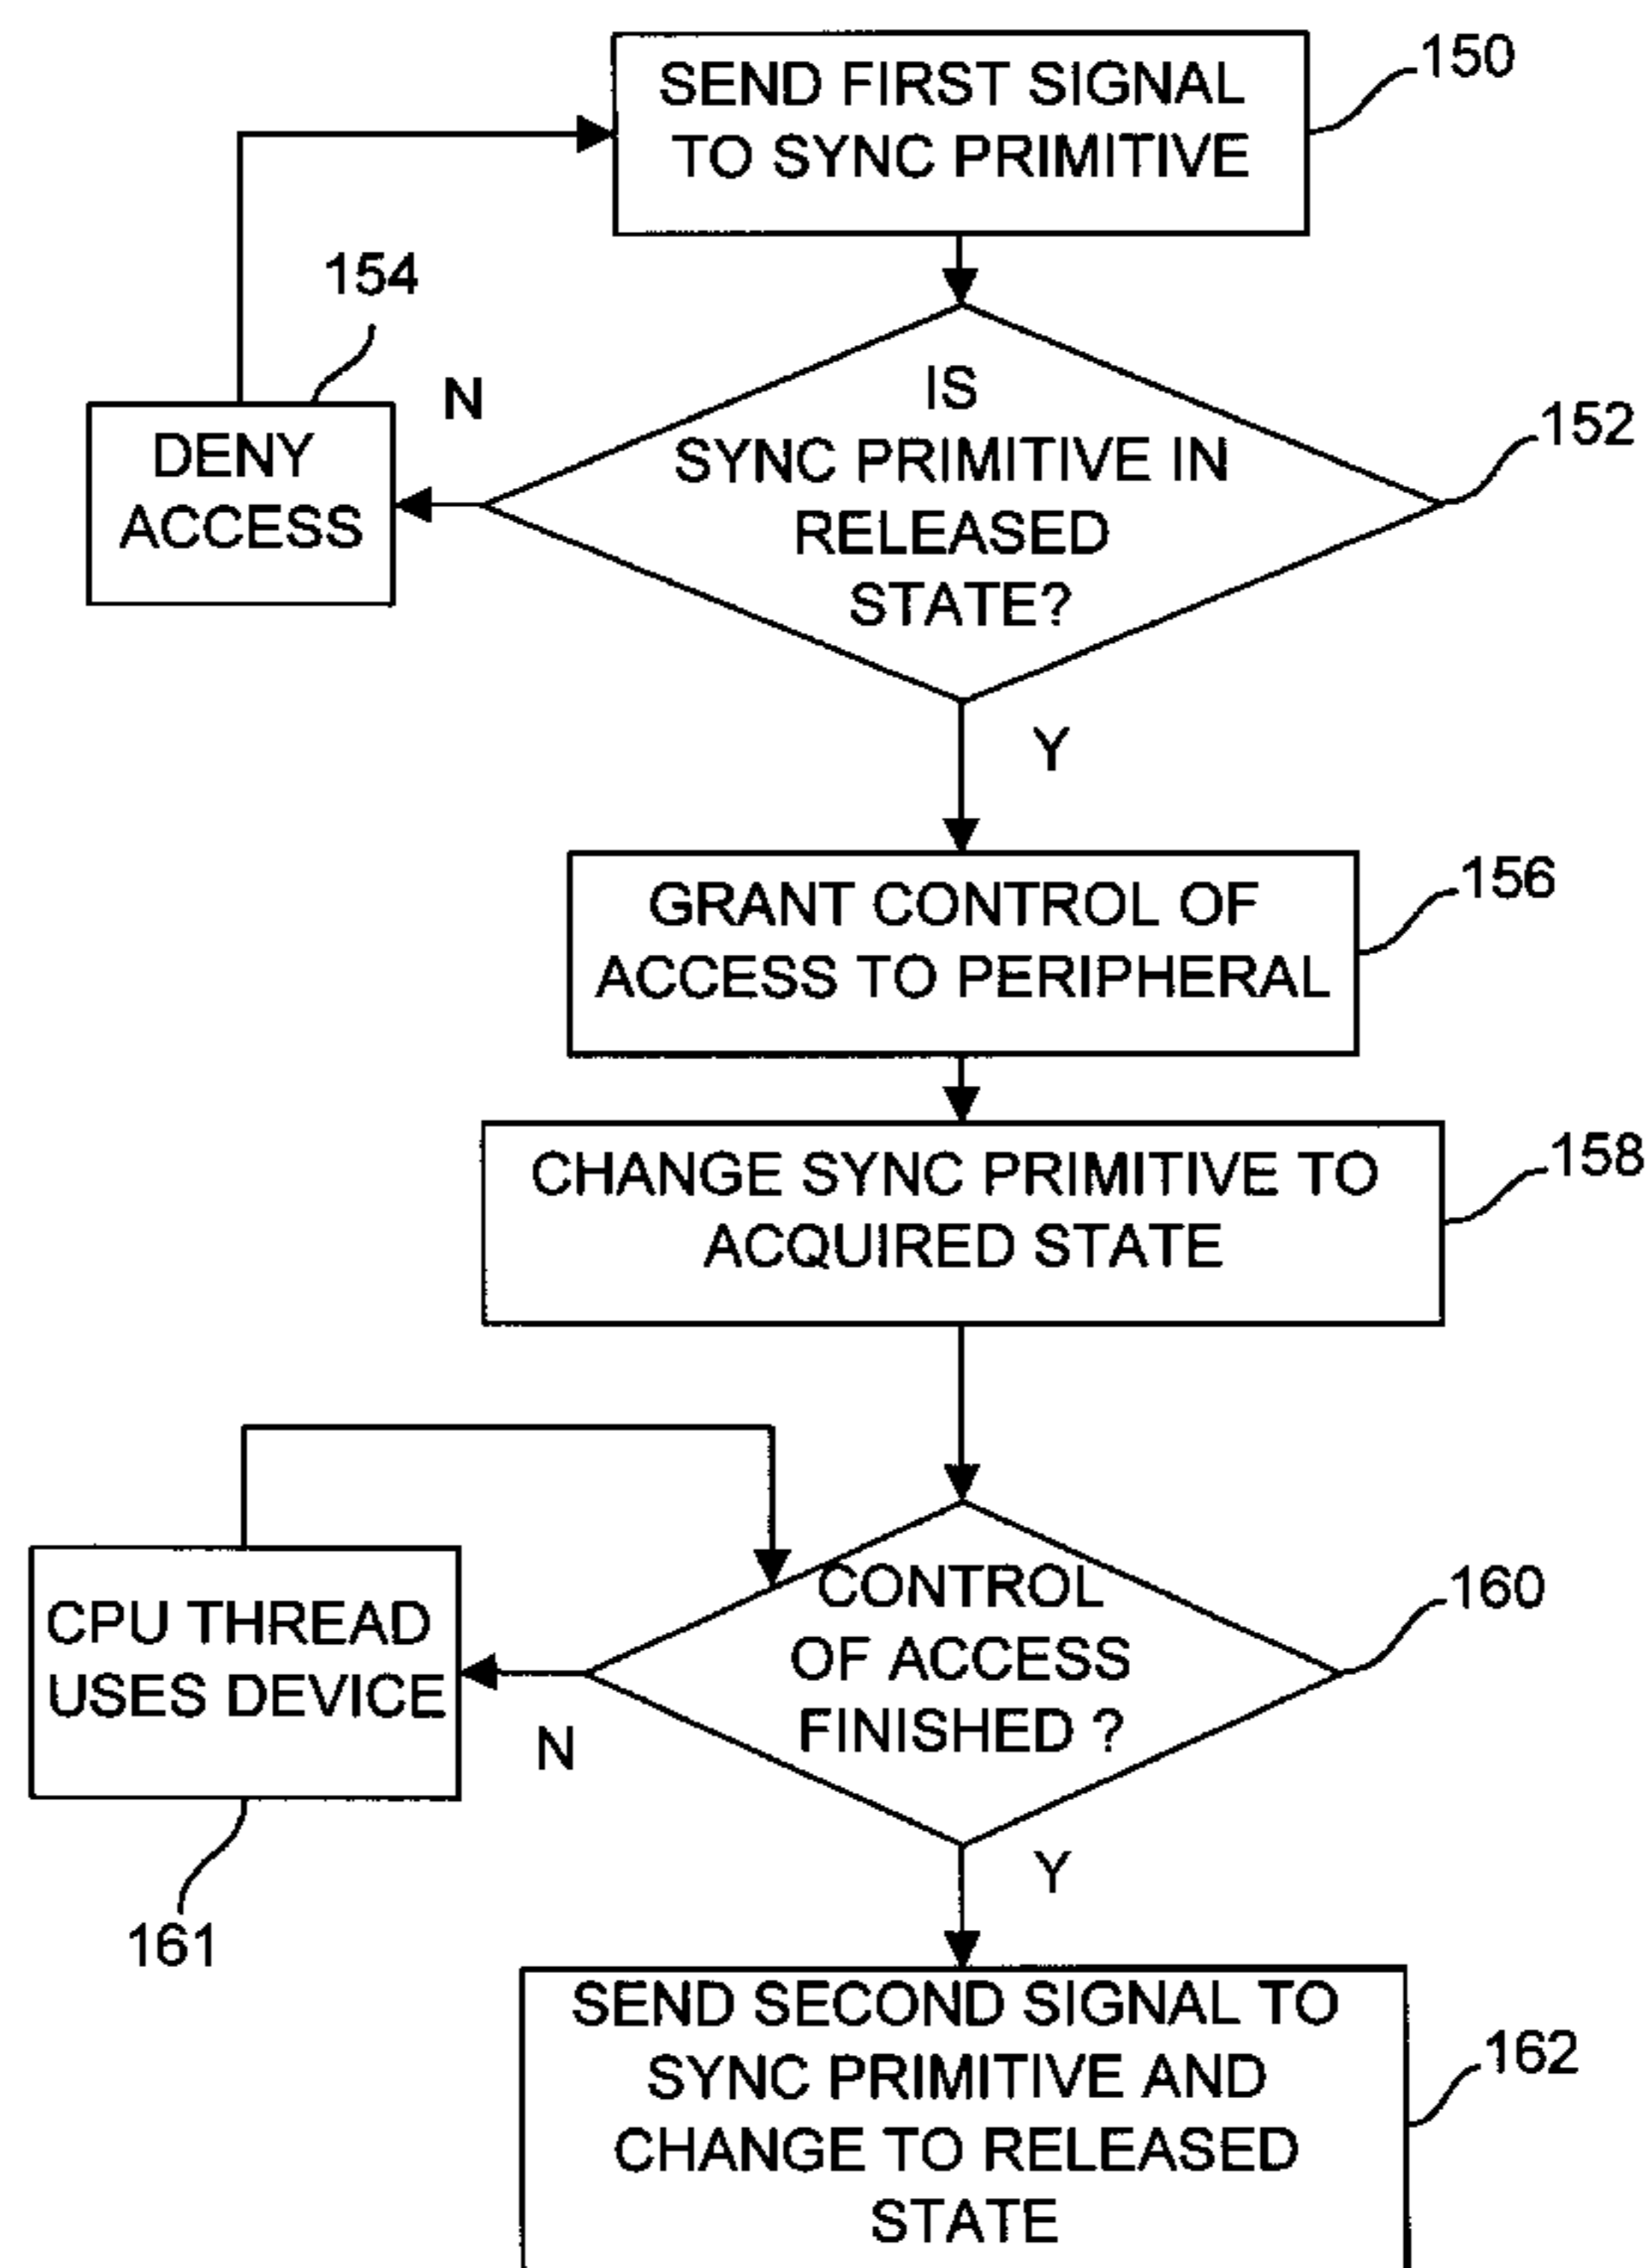 SEND FIRST SIGNAL
TO SYNC PRIMITIVE
150
154
N
DENY
ACCESS
IS
SYNC PRIMITIVE IN
RELEASED
STATE?
152
Y
GRANT CONTROL OF
ACCESS TO PERIPHERAL
156
CHANGE SYNC PRIMITIVE TO
ACQUIRED STATE
158
CONTROL
OF ACCESS
FINISHED ?
160
CPU THREAD
USES DEVICE
N
161
Y
SEND SECOND SIGNAL TO
SYNC PRIMITIVE AND
CHANGE TO RELEASED
STATE
162